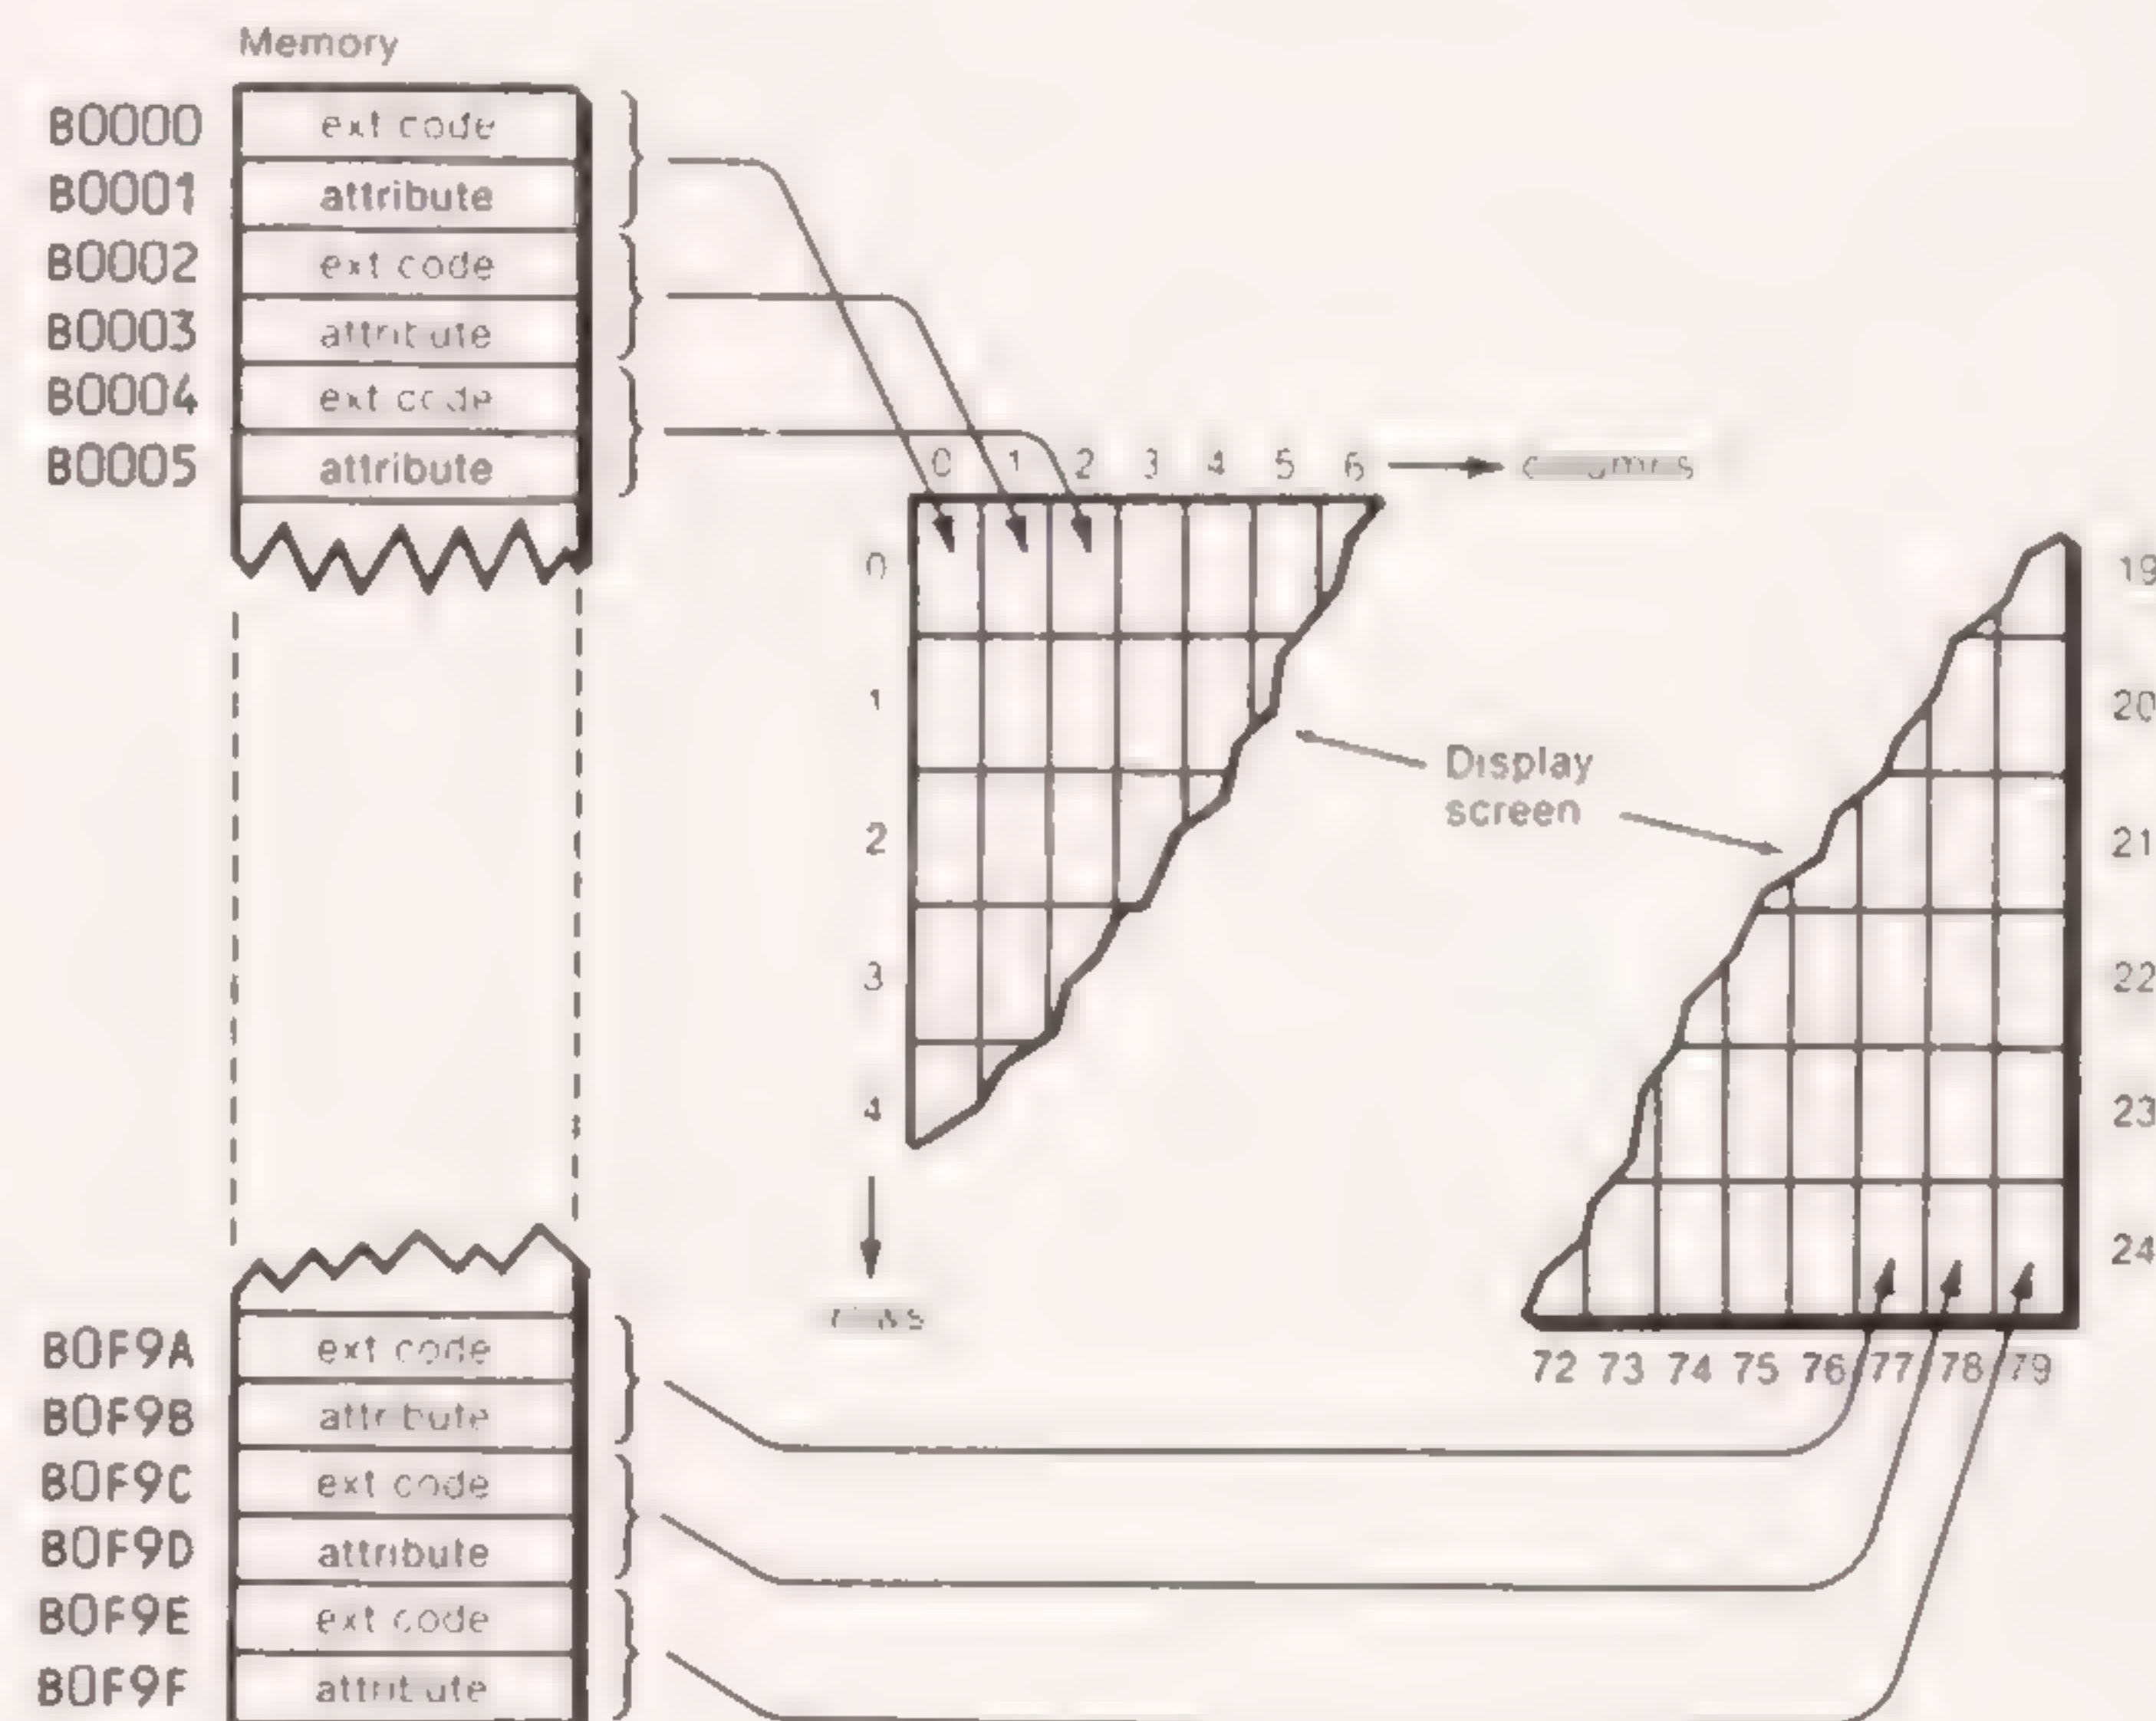 Memory
B0000 ext code
B0001 attribute
B0002 ext code
B0003 attribute
B0004 ext code
B0005 attribute
0 1 2 3 4 5 6
0
1
2
3
4
Display
screen
19
20
21
22
23
24
72 73 74 75 76 77 78 79
B0F9A ext code
B0F9B attribute
B0F9C ext code
B0F9D attribute
B0F9E ext code
B0F9F attribute